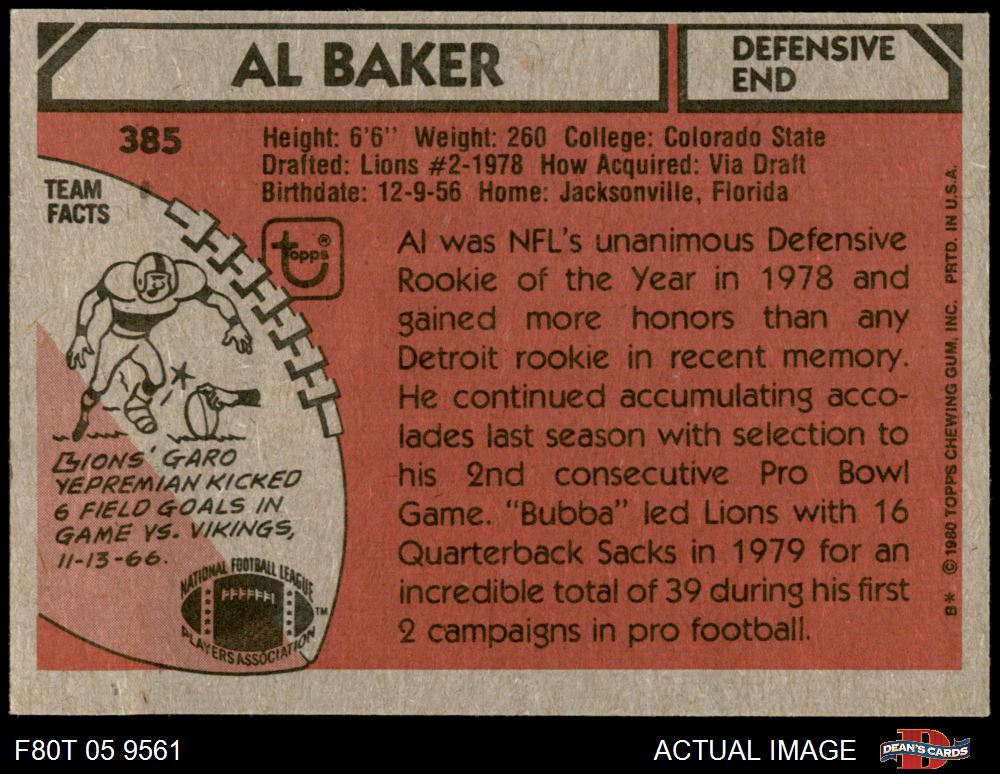 AL BAKER
DEFENSIVE
END
385
Height: 6'6" Weight: 260 College: Colorado State
Drafted: Lions #2-1978 How Acquired: Via Draft
Birthdate: 12-9-56 Home: Jacksonville, Florida
TEAM
FACTS
topps®
Al was NFL's unanimous Defensive
Rookie of the Year in 1978 and
gained more honors than any
Detroit rookie in recent memory.
He continued accumulating acco-
lades last season with selection to
his 2nd consecutive Pro Bowl
Game. "Bubba" led Lions with 16
Quarterback Sacks in 1979 for an
incredible total of 39 during his first
2 campaigns in pro football.
LIONS' GARO
YEPREMIAN KICKED
6 FIELD GOALS IN
GAME VS. VIKINGS,
11-13-66.
NATIONAL FOOTBALL LEAGUE
PLAYERS ASSOCIATION
TM
B* © 1980 TOPPS CHEWING GUM, INC. PRTD. IN U.S.A.
F80T 05 9561
ACTUAL IMAGE
DEAN'S CARDS